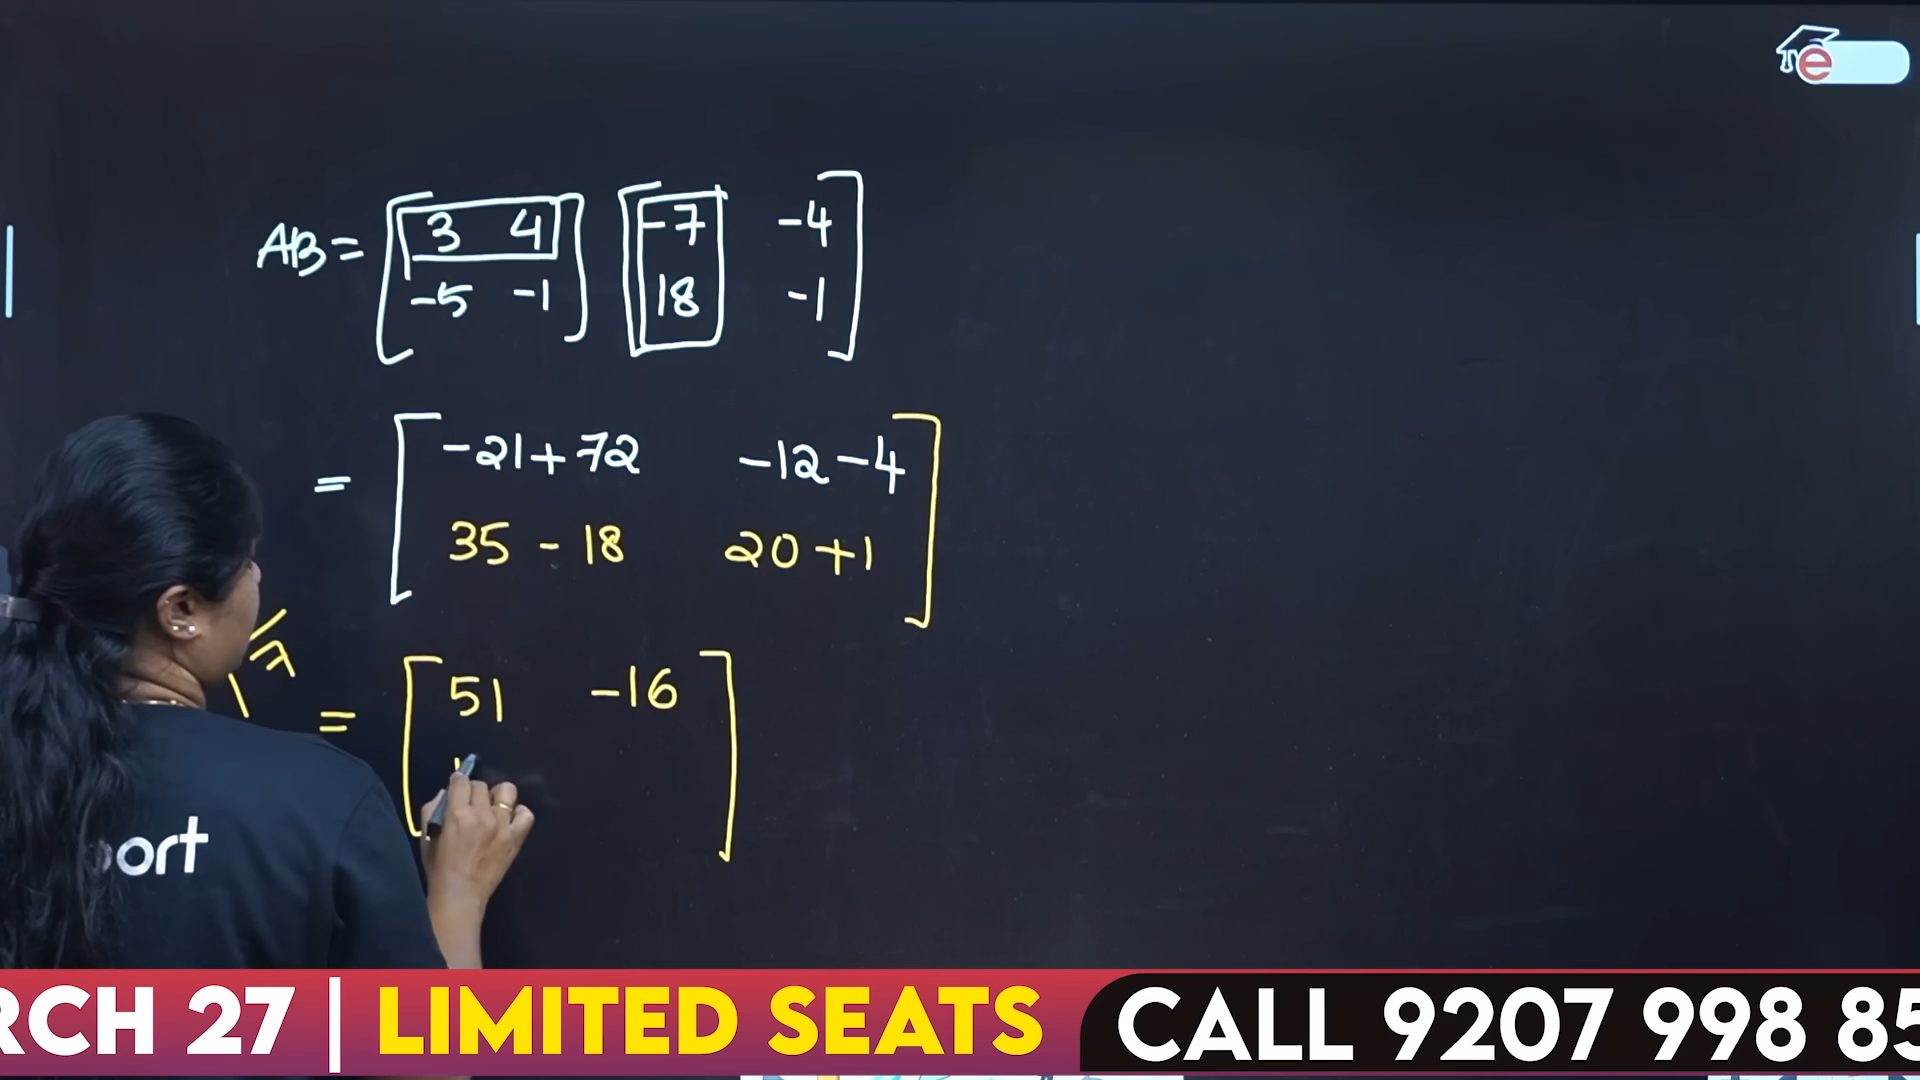 AB = [ 3 4 ] [ -7 -4 ]
[ -5 -1 ] [ 18 -1 ]
= [ -21+72 -12-4 ]
[ 35 - 18 20+1 ]
= [ 51 -16 ]
ort
RCH 27 | LIMITED SEATS CALL 9207 998 85